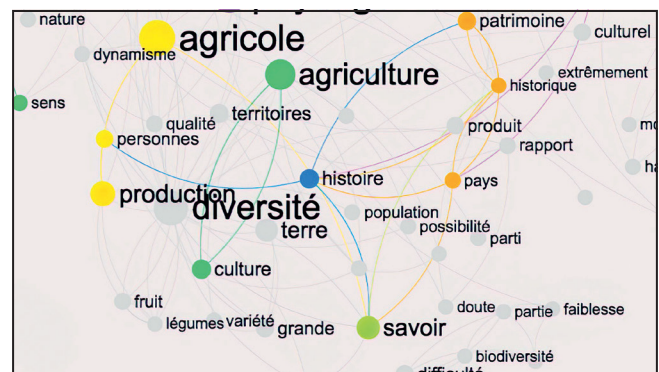 nature
patrimoine
agricole
culturel
dynamisme
agriculture
extrêmement
historique
sens
territoires
qualité
produit
personnes
rapport
histoire
pays
production
diversité
population
possibilité
terre
parti
culture
fruit
doute
partie
faiblesse
légumes
variété
grande
savoir
biodiversité
difficulté